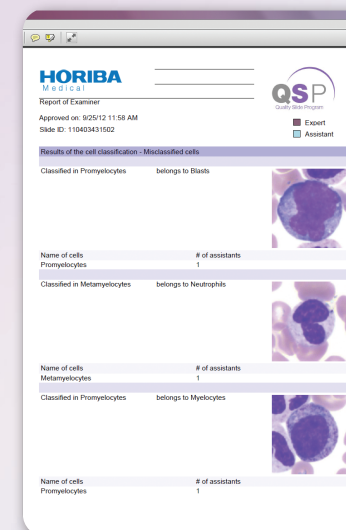 HORIBA
Medical
QSP
Quality Slide Program
Report of Examiner
Approved on: 9/25/12 11:58 AM
Slide ID: 110403431502
Expert
Assistant
Results of the cell classification - Misclassified cells
Classified in Promyelocytes belongs to Blasts
Name of cells # of assistants
Promyelocytes 1
Classified in Metamyelocytes belongs to Neutrophils
Name of cells # of assistants
Metamyelocytes 1
Classified in Promyelocytes belongs to Myelocytes
Name of cells # of assistants
Promyelocytes 1